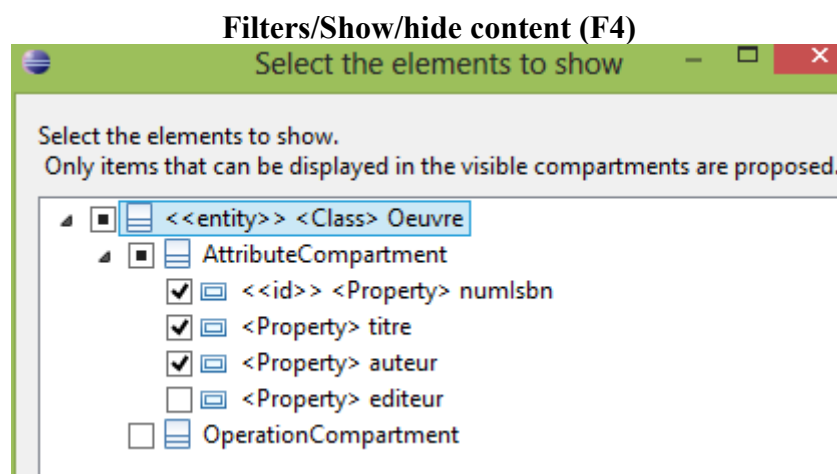 Filters/Show/hide content (F4)
Select the elements to show
Select the elements to show.
Only items that can be displayed in the visible compartments are proposed.
<<entity>> <Class> Oeuvre
AttributeCompartment
<<id>> <Property> numIsbn
<Property> titre
<Property> auteur
<Property> editeur
OperationCompartment